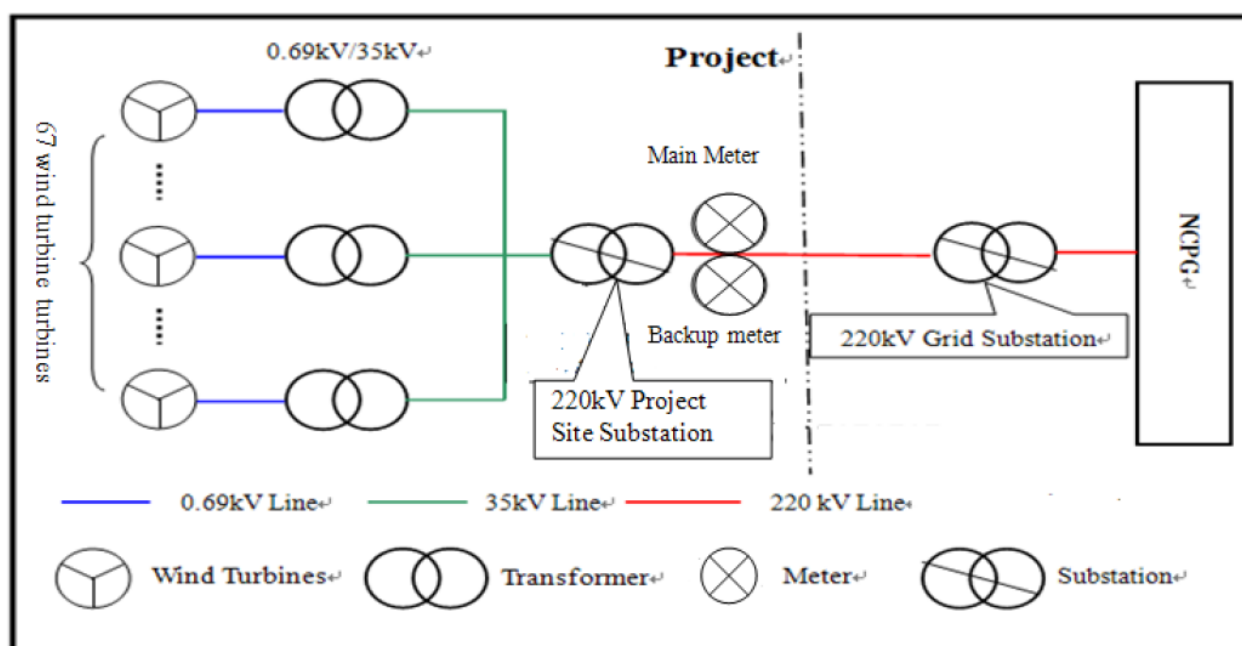 0.69kV/35kV↵
Project↵
67 wind turbine turbines
Main Meter
Backup meter
NCPG↵
220kV Grid Substation↵
220kV Project
Site Substation
0.69kV Line↵
35kV Line↵
220 kV Line↵
Wind Turbines↵
Transformer↵
Meter↵
Substation↵